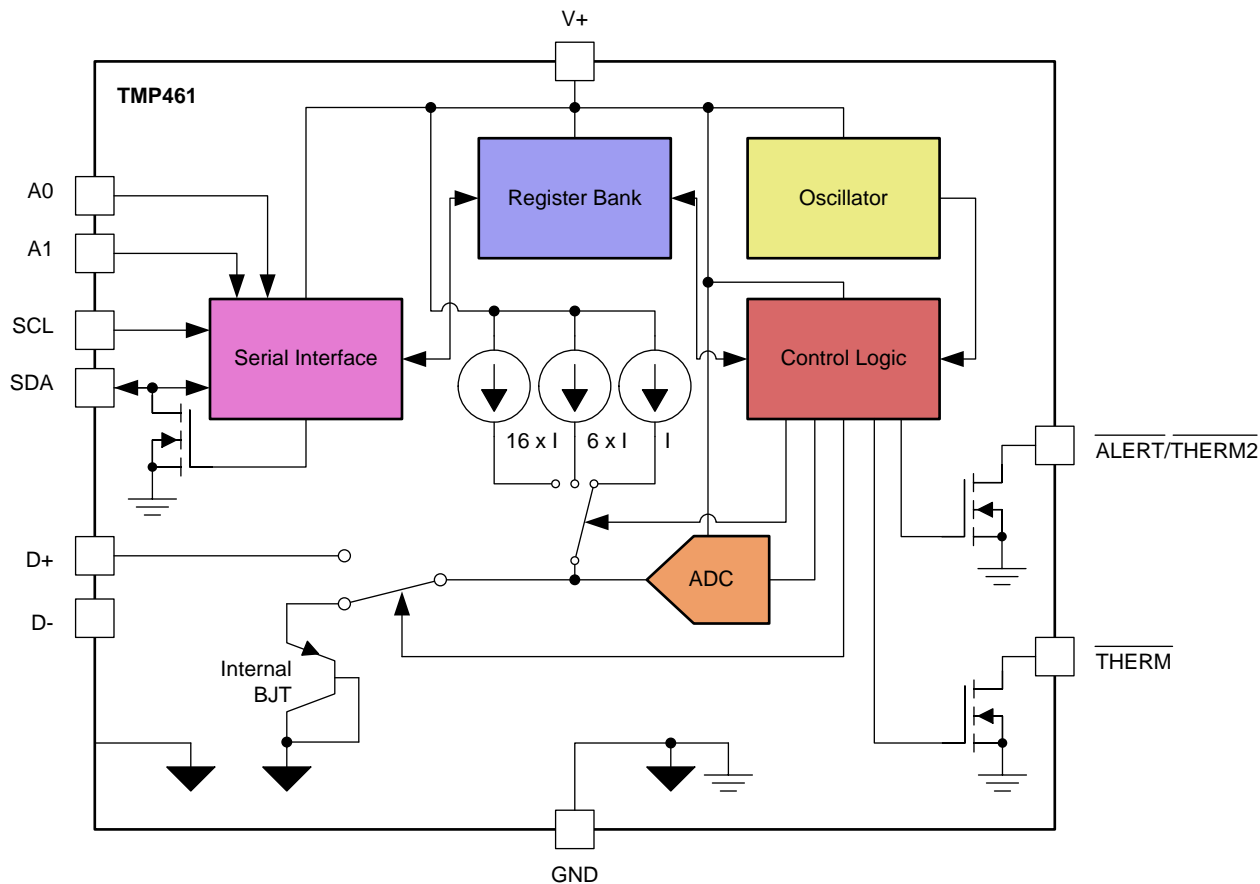 V+
TMP461
A0
A1
SCL
SDA
D+
D-
Register Bank
Oscillator
Serial Interface
Control Logic
16 x I
6 x I
I
ADC
Internal
BJT
ALERT/THERM2
THERM
GND